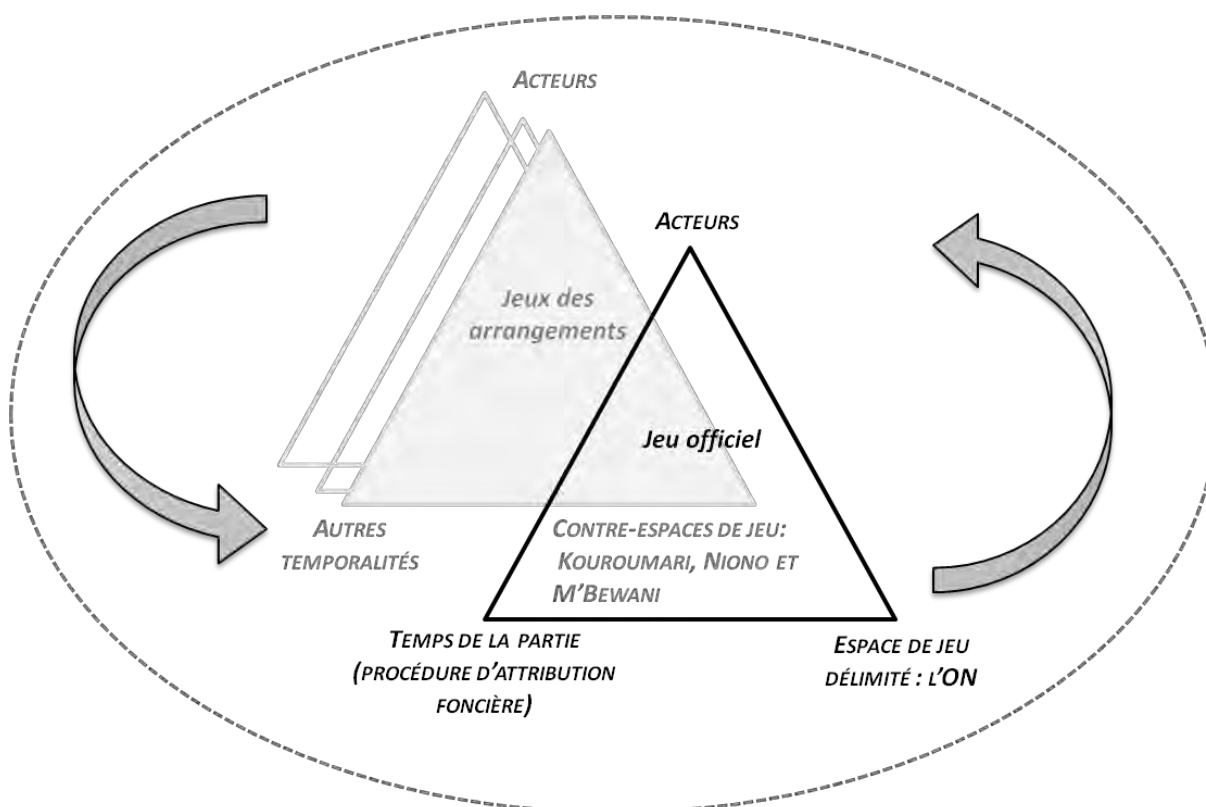 ACTEURS
ACTEURS
Jeux des
arrangements
Jeu officiel
AUTRES
TEMPORALITÉS
CONTRE-ESPACES DE JEU:
KOUROUMARI, NIONO ET
M'BEWANI
TEMPS DE LA PARTIE
(PROCÉDURE D'ATTRIBUTION
FONCIÈRE)
ESPACE DE JEU
DÉLIMITÉ : L'ON